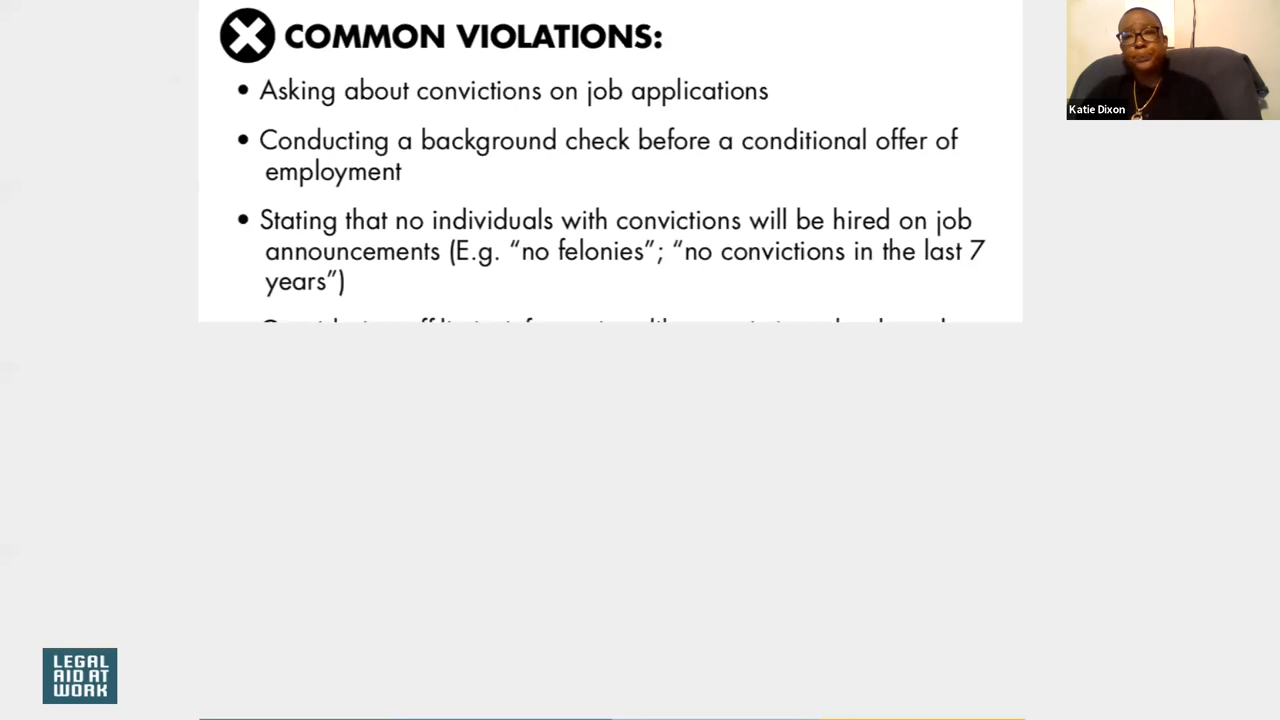 COMMON VIOLATIONS:
• Asking about convictions on job applications
• Conducting a background check before a conditional offer of
employment
• Stating that no individuals with convictions will be hired on job
announcements (E.g. “no felonies”; “no convictions in the last 7
years”)
Katie Dixon
LEGAL
AID AT
WORK